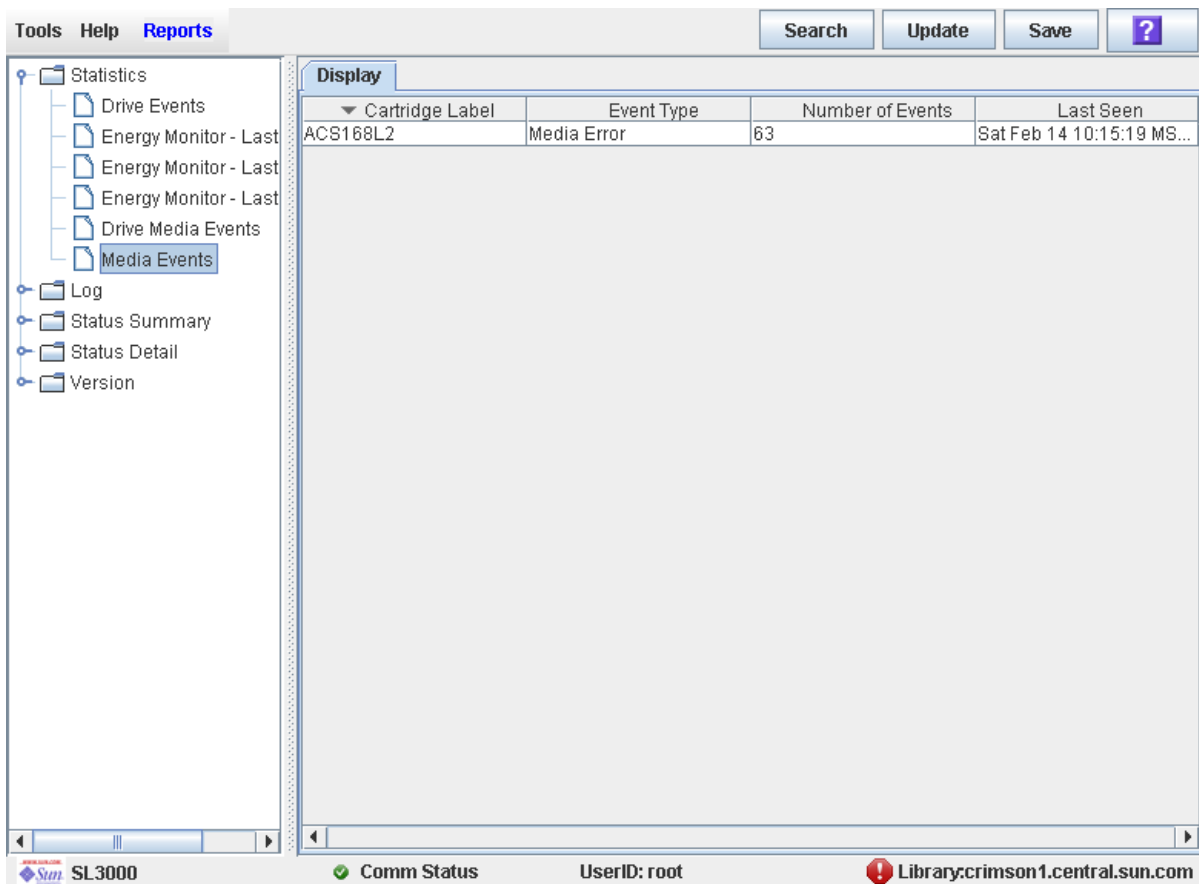 Tools Help Reports Search Update Save ?
Statistics
Drive Events
Energy Monitor - Last
Energy Monitor - Last
Energy Monitor - Last
Drive Media Events
Media Events
Log
Status Summary
Status Detail
Version
Display
Cartridge Label Event Type Number of Events Last Seen
ACS168L2 Media Error 63 Sat Feb 14 10:15:19 MS...
Sun SL3000 Comm Status UserID: root Library:crimson1.central.sun.com